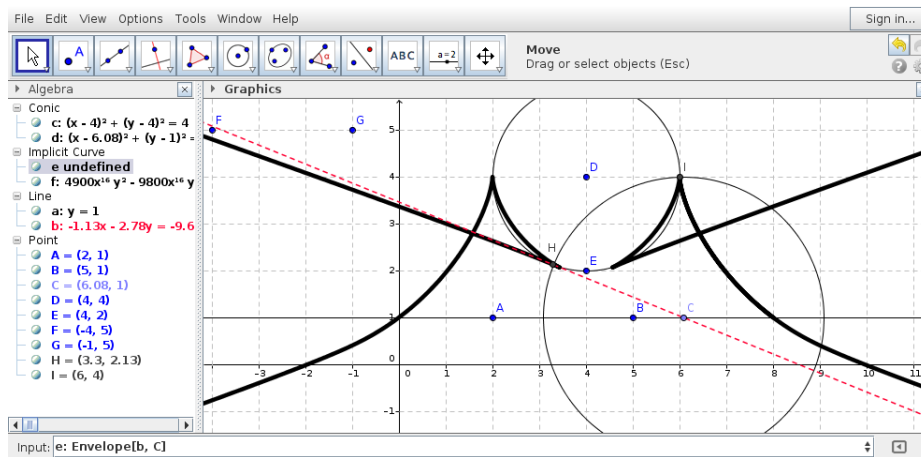 File Edit View Options Tools Window Help
Sign in...
A
ABC
a=2
Move
Drag or select objects (Esc)
Algebra
Graphics
Conic
c: (x - 4)² + (y - 4)² = 4
d: (x - 6.08)² + (y - 1)² =
Implicit Curve
e undefined
f: 4900x¹⁶ y² - 9800x¹⁶ y
Line
a: y = 1
b: -1.13x - 2.78y = -9.6
Point
A = (2, 1)
B = (5, 1)
C = (6.08, 1)
D = (4, 4)
E = (4, 2)
F = (-4, 5)
G = (-1, 5)
H = (3.3, 2.13)
I = (6, 4)
F
G
5
D
I
4
3
H
E
2
A
B
C
1
0
-3 -2 -1 0 1 2 3 4 5 6 7 8 9 10 11
-1
Input: e: Envelope[b, C]